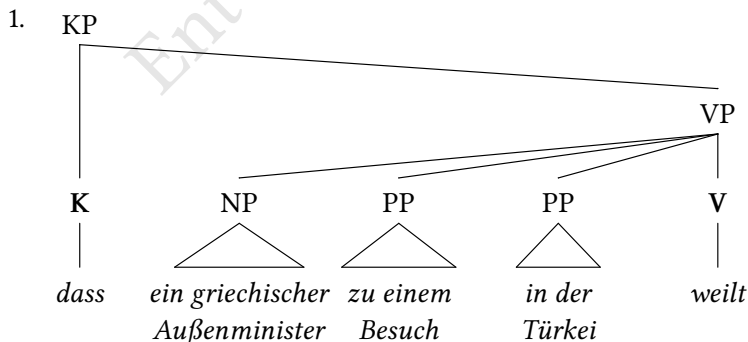 1.
KP
VP
K NP PP PP V
dass ein griechischer zu einem in der weilt
Außenminister Besuch Türkei